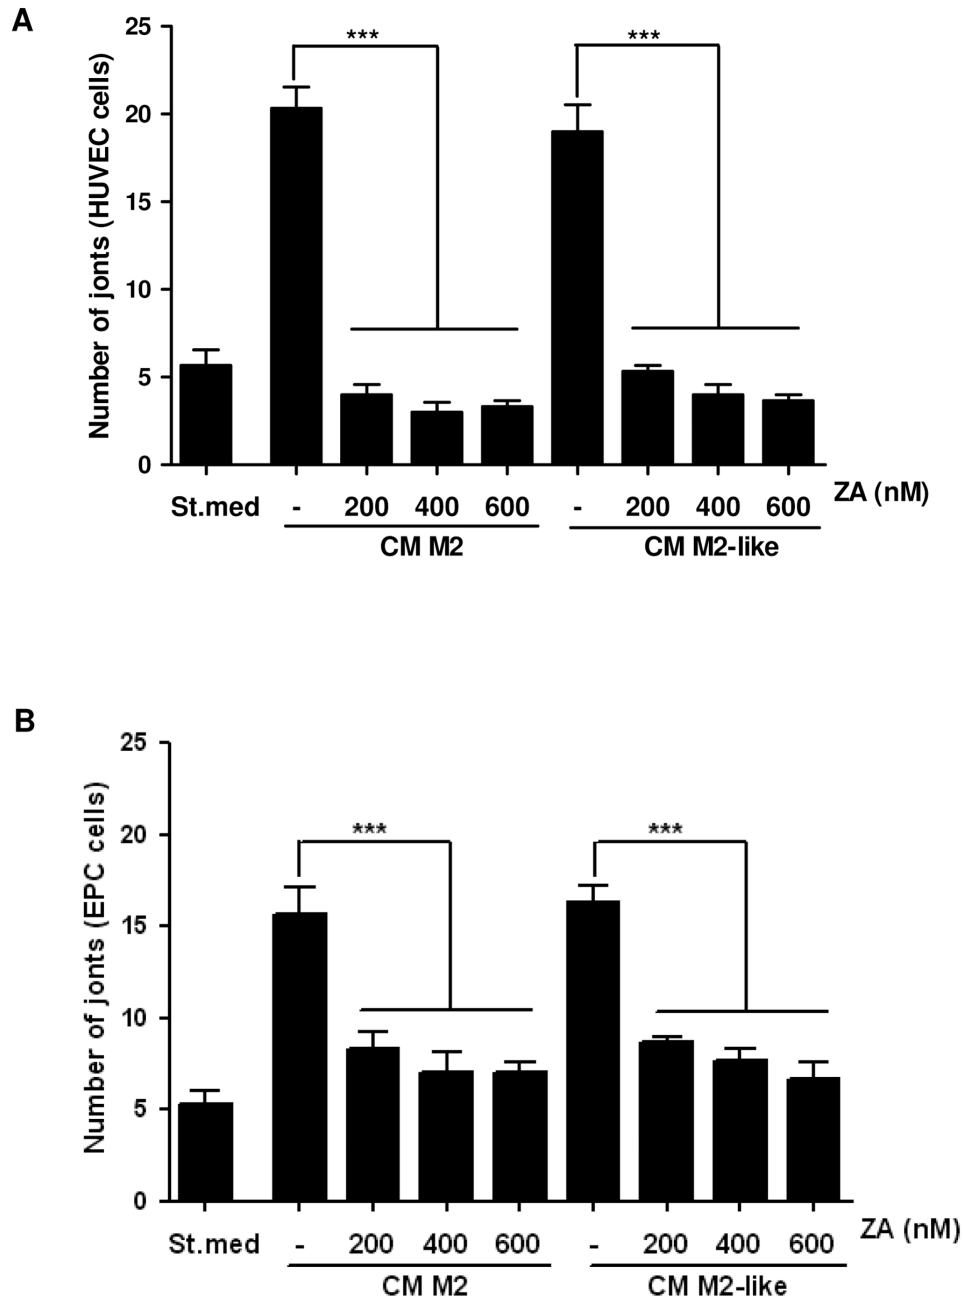 A
Number of jonts (HUVEC cells)
25
20
15
10
5
0
***
***
St.med - 200 400 600 - 200 400 600 ZA (nM)
CM M2 CM M2-like
B
Number of jonts (EPC cells)
25
20
15
10
5
0
***
***
St.med - 200 400 600 - 200 400 600 ZA (nM)
CM M2 CM M2-like